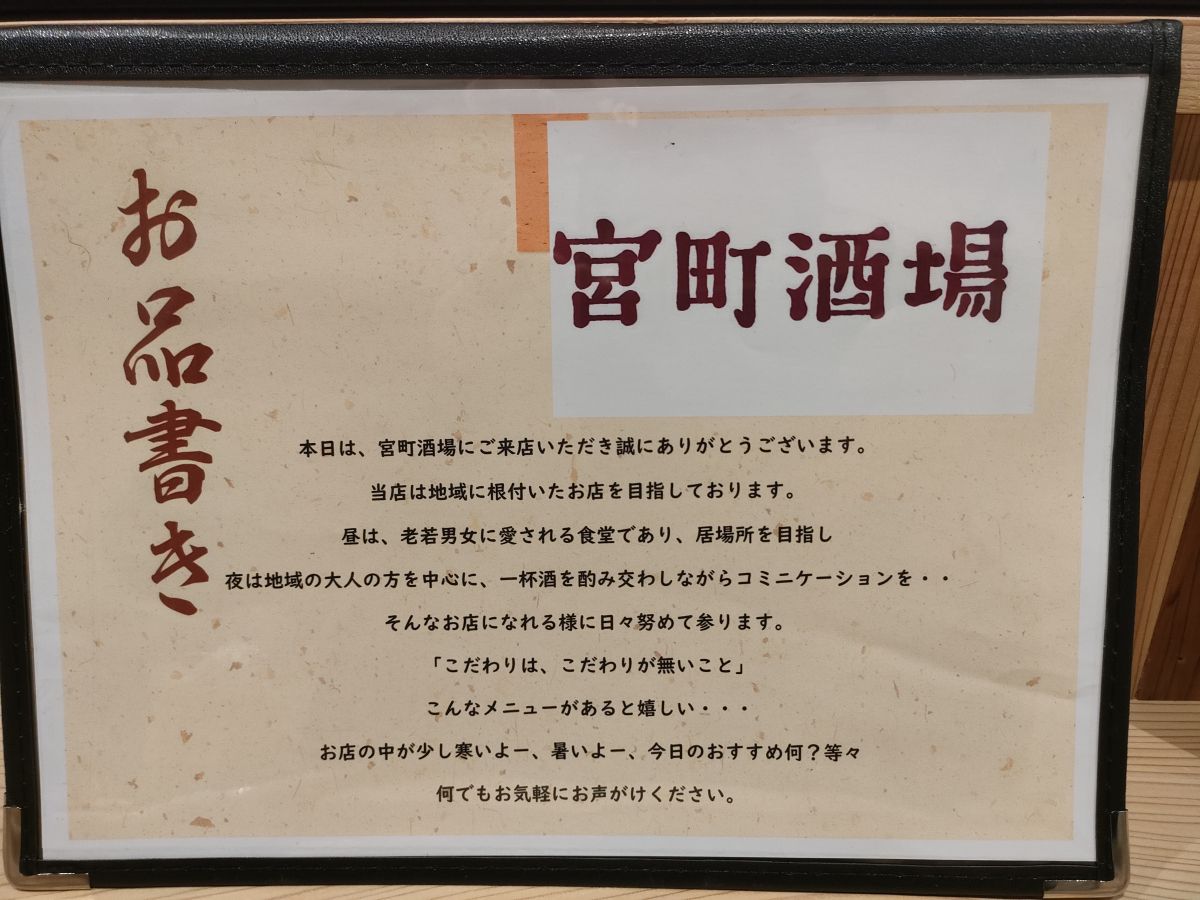 お品書き
宮町酒場
本日は、宮町酒場にご来店いただき誠にありがとうございます。
当店は地域に根付いたお店を目指しております。
昼は、老若男女に愛される食堂であり、居場所を目指し
夜は地域の大人の方を中心に、一杯酒を酌み交わしながらコミニケーションを・・
そんなお店になれる様に日々努めて参ります。
「こだわりは、こだわりが無いこと」
こんなメニューがあると嬉しい・・・
お店の中が少し寒いよー、暑いよー、今日のおすすめ何？等々
何でもお気軽にお声がけください。